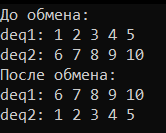 До обмена:
deq1: 1 2 3 4 5
deq2: 6 7 8 9 10
После обмена:
deq1: 6 7 8 9 10
deq2: 1 2 3 4 5